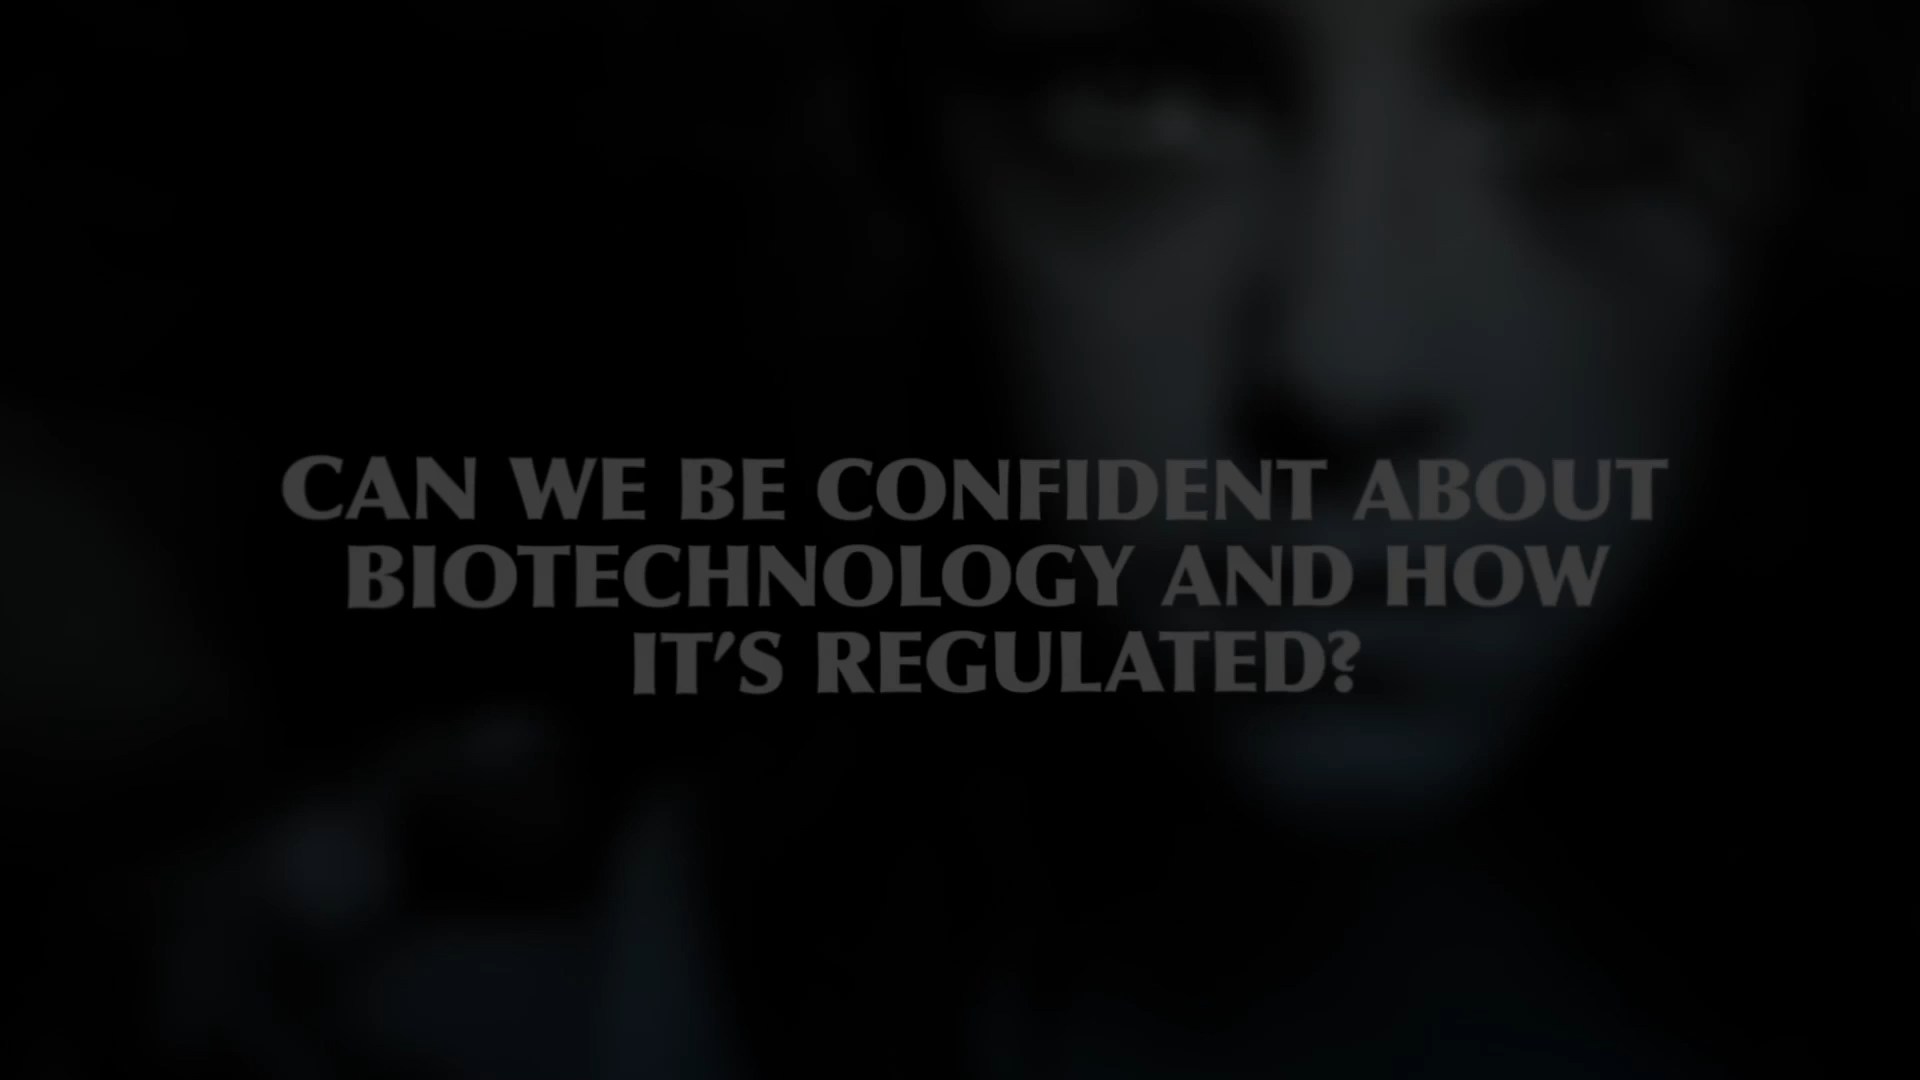 CAN WE BE CONFIDENT ABOUT
BIOTECHNOLOGY AND HOW
IT’S REGULATED?